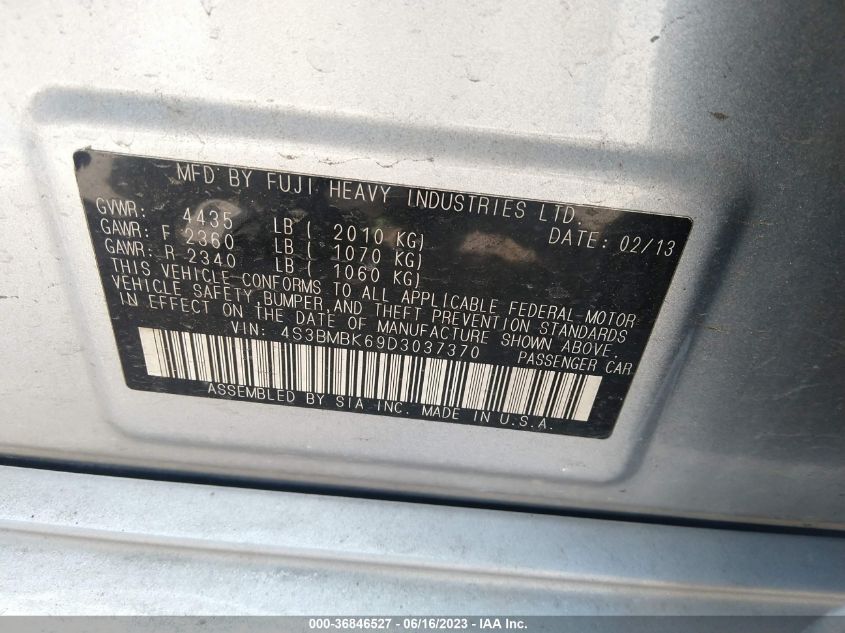 MFD BY FUJI HEAVY INDUSTRIES LTD.
GVWR: 4435 LB ( 2010 KG) DATE: 02/13
GAWR: F 2360 LB ( 1070 KG)
GAWR: R 2340 LB ( 1060 KG)
THIS VEHICLE CONFORMS TO ALL APPLICABLE FEDERAL MOTOR
VEHICLE SAFETY, BUMPER, AND THEFT PREVENTION STANDARDS
IN EFFECT ON THE DATE OF MANUFACTURE SHOWN ABOVE.
VIN: 4S3BMBK69D3037370 PASSENGER CAR
ASSEMBLED BY SIA INC. MADE IN U.S.A.
000-36846527 - 06/16/2023 - IAA Inc.